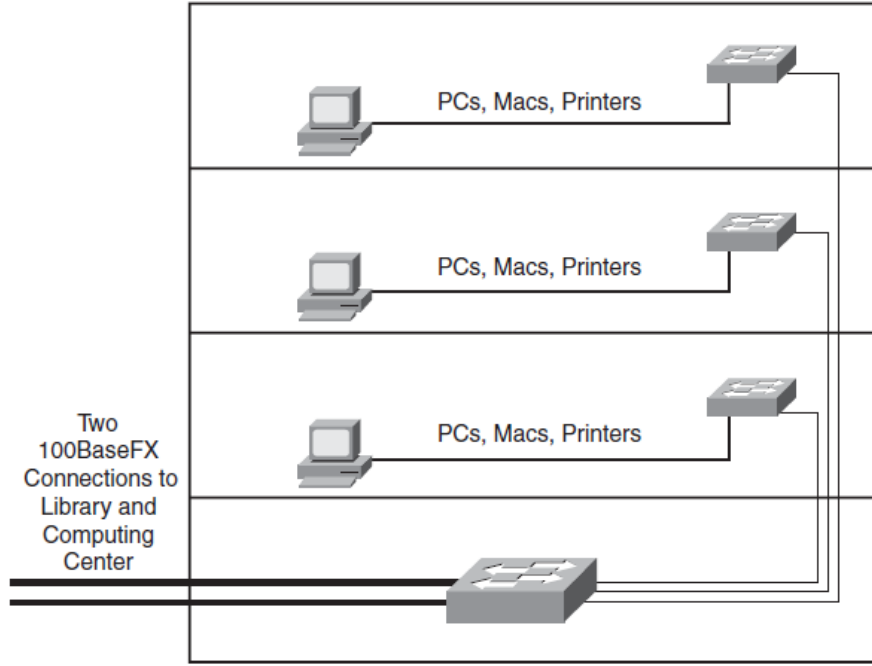 PCs, Macs, Printers
PCs, Macs, Printers
PCs, Macs, Printers
Two
100BaseFX
Connections to
Library and
Computing
Center